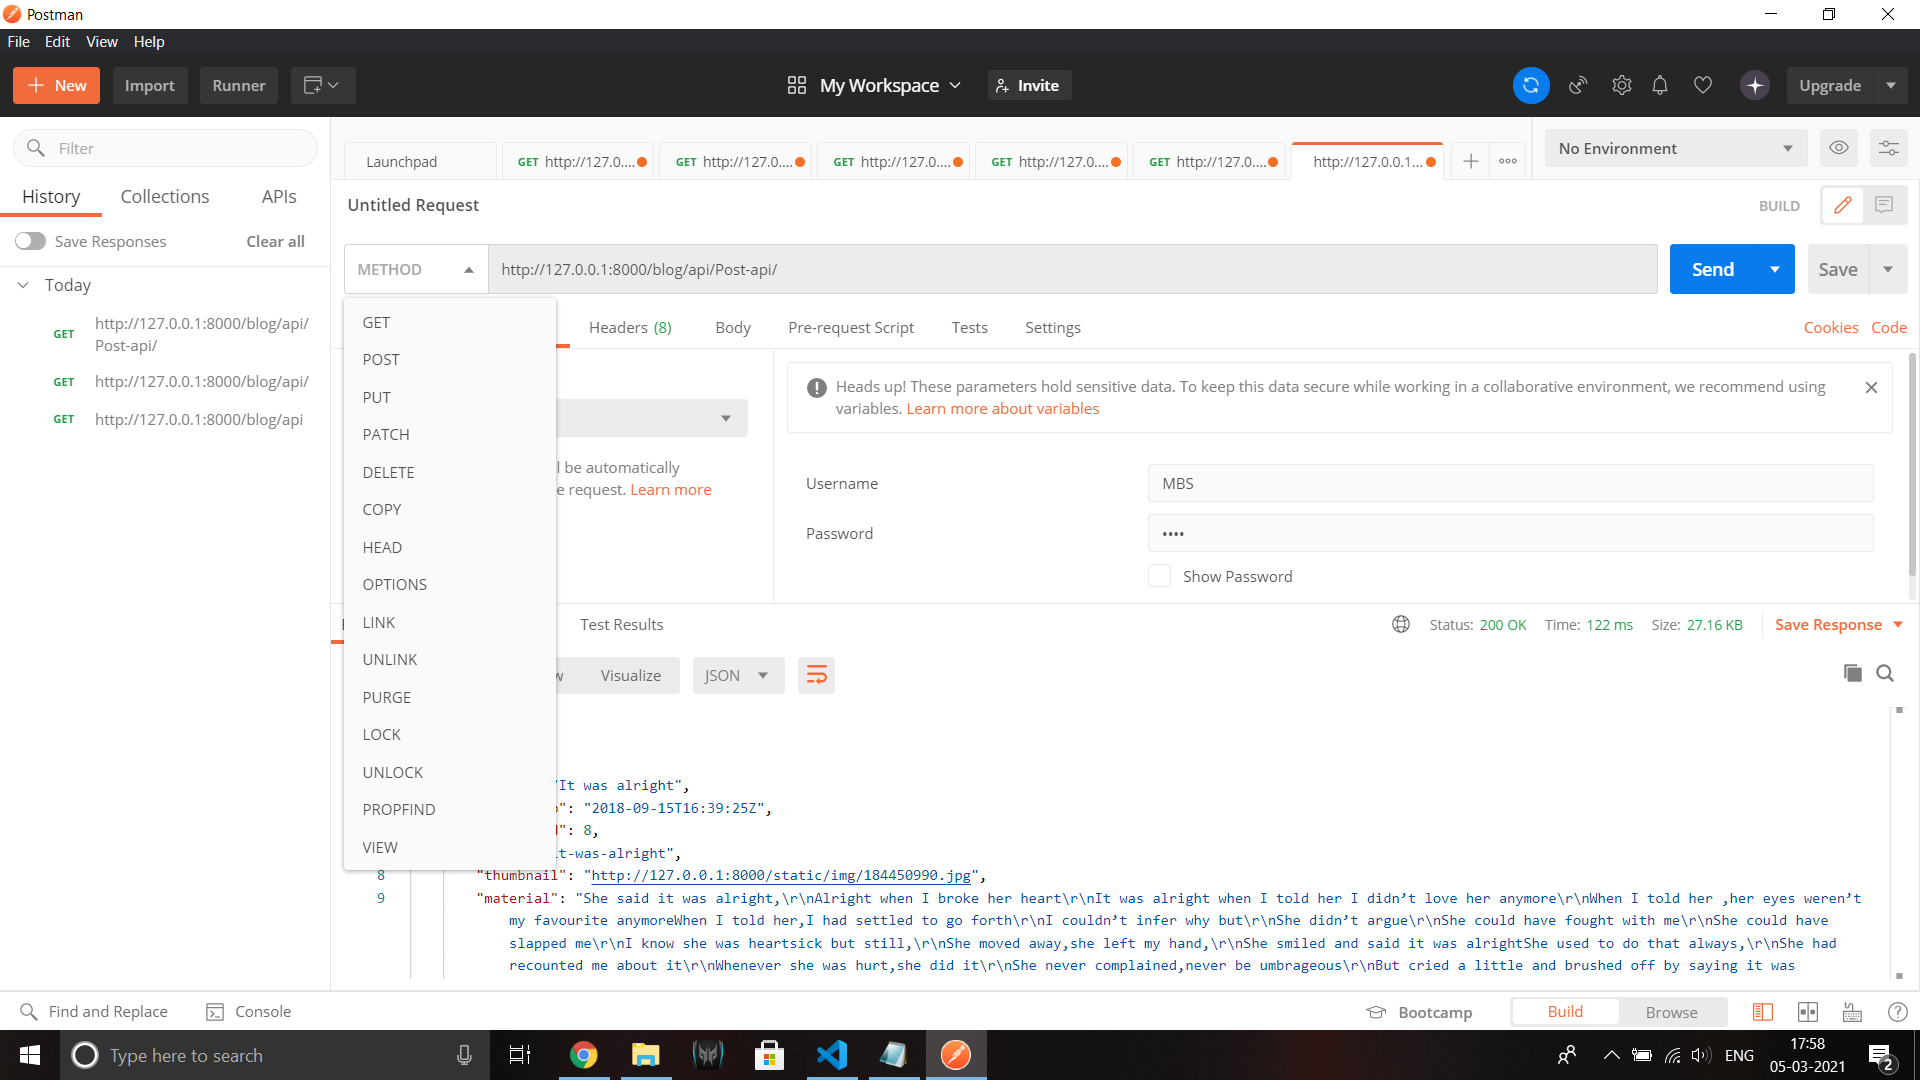 Postman
File Edit View Help
New Import Runner My Workspace Invite Upgrade
Filter
History Collections APIs
Save Responses Clear all
Today
GET http://127.0.0.1:8000/blog/api/
Post-api/
GET http://127.0.0.1:8000/blog/api/
GET http://127.0.0.1:8000/blog/api
Launchpad GET http://127.0.... GET http://127.0.... GET http://127.0.... GET http://127.0.... GET http://127.0.... http://127.0.0.1... No Environment
Untitled Request BUILD
METHOD http://127.0.0.1:8000/blog/api/Post-api/ Send Save
GET
POST
PUT
PATCH
DELETE
COPY
HEAD
OPTIONS
LINK
UNLINK
PURGE
LOCK
UNLOCK
PROPFIND
VIEW
Headers (8) Body Pre-request Script Tests Settings Cookies Code
Heads up! These parameters hold sensitive data. To keep this data secure while working in a collaborative environment, we recommend using
variables. Learn more about variables
be automatically
e request. Learn more
Username MBS
Password ••••
Show Password
Test Results Status: 200 OK Time: 122 ms Size: 27.16 KB Save Response
Visualize JSON
It was alright",
": "2018-09-15T16:39:25Z",
": 8,
t-was-alright",
8 "thumbnail": "http://127.0.0.1:8000/static/img/184450990.jpg",
9 "material": "She said it was alright,\r\nAlright when I broke her heart\r\nIt was alright when I told her I didn’t love her anymore\r\nWhen I told her ,her eyes weren’t
my favourite anymoreWhen I told her,I had settled to go forth\r\nI couldn’t infer why but\r\nShe didn’t argue\r\nShe could have fought with me\r\nShe could have
slapped me\r\nI know she was heartsick but still,\r\nShe moved away,she left my hand,\r\nShe smiled and said it was alrightShe used to do that always,\r\nShe had
recounted me about it\r\nWhenever she was hurt,she did it\r\nShe never complained,never be umbrageous\r\nBut cried a little and brushed off by saying it was
Find and Replace Console Bootcamp Build Browse
Type here to search ENG 17:58
05-03-2021 2